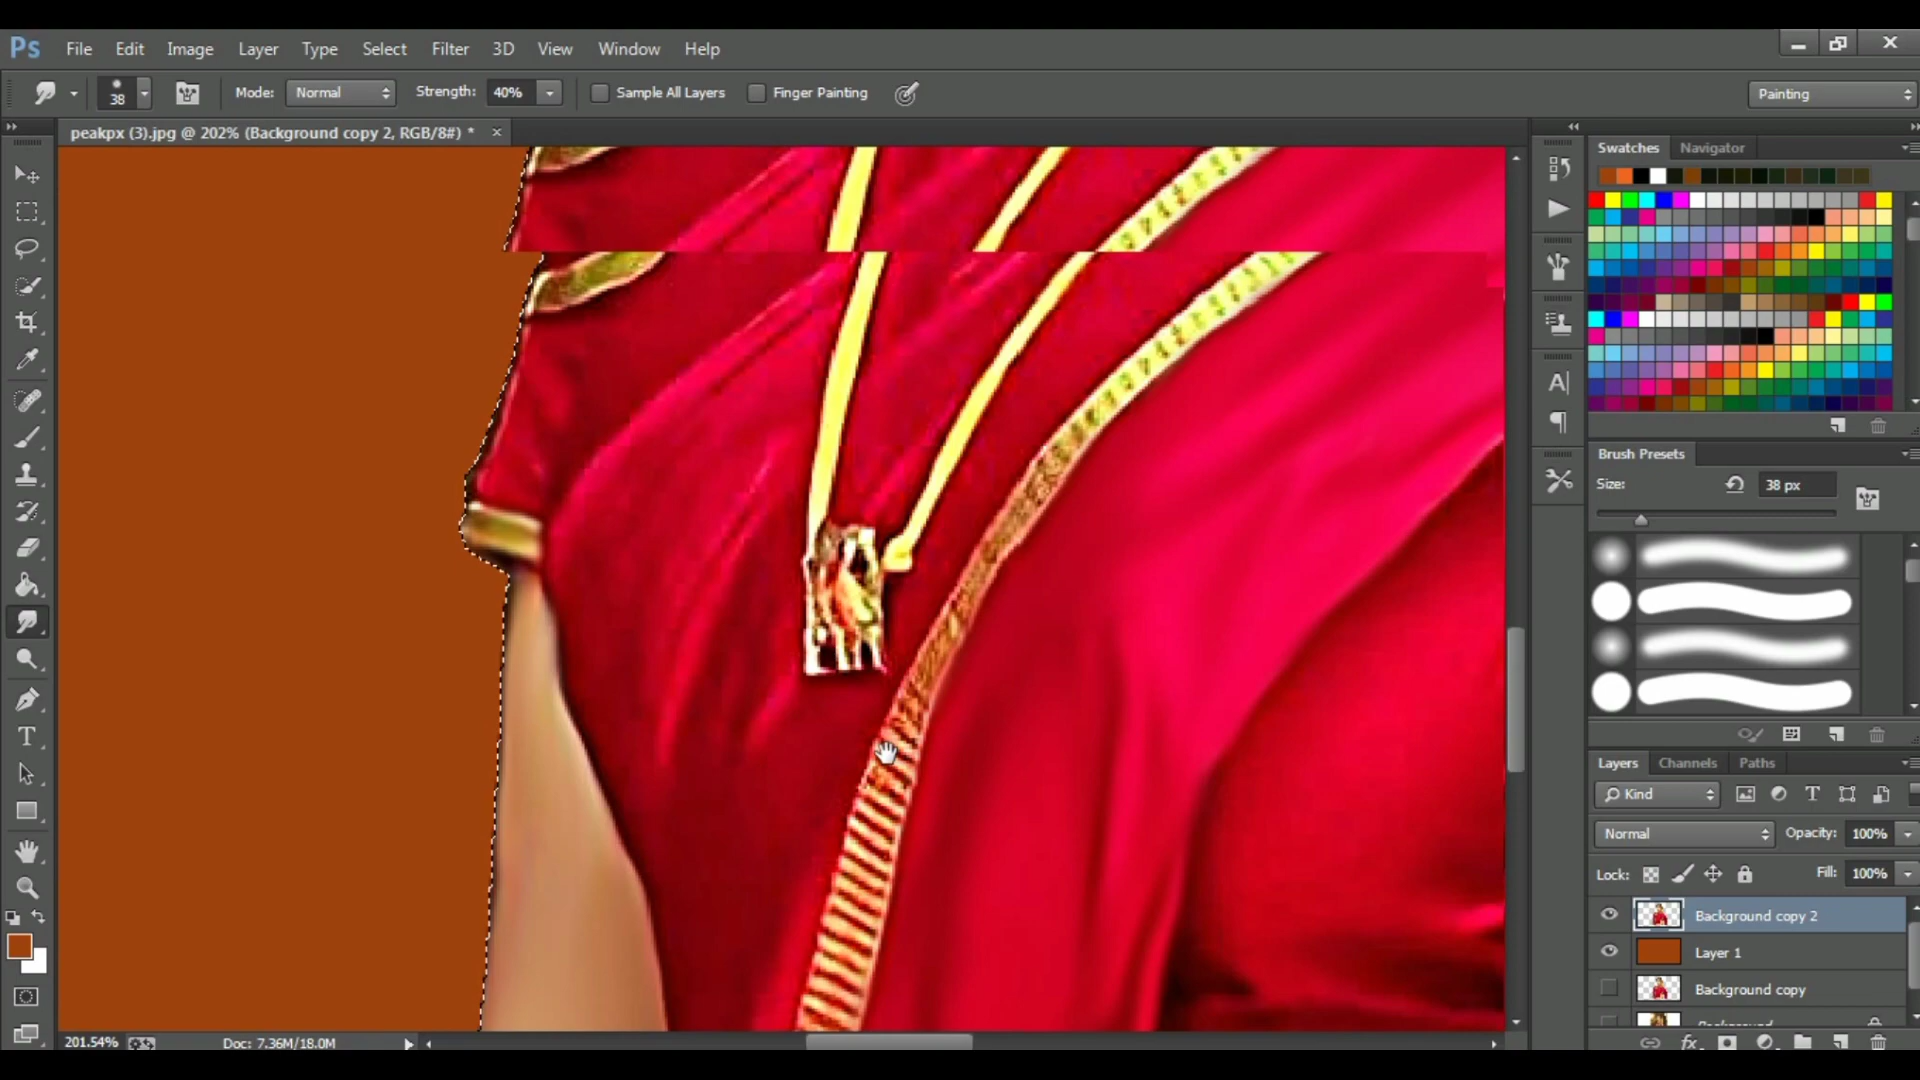 Ps File Edit Image Layer Type Select Filter 3D View Window Help
38 Mode: Normal Strength: 40% Sample All Layers Finger Painting Painting
peakpx (3).jpg @ 202% (Background copy 2, RGB/8#) *
Swatches Navigator
Brush Presets
Size: 38 px
Layers Channels Paths
Kind
Normal Opacity: 100%
Lock: Fill: 100%
Background copy 2
Layer 1
Background copy
Background
201.54% Doc: 7.36M/18.0M